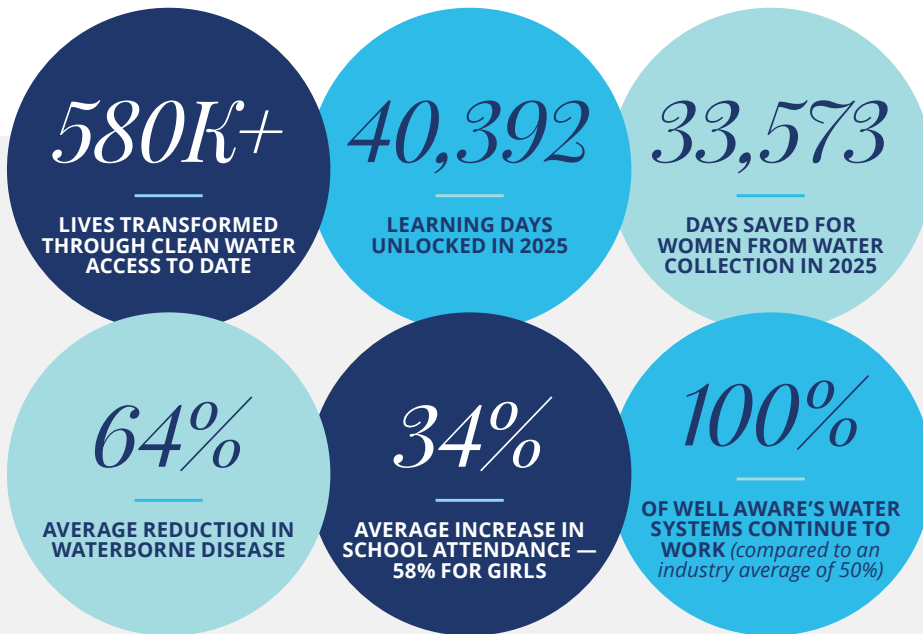 580K+
LIVES TRANSFORMED
THROUGH CLEAN WATER
ACCESS TO DATE
40,392
LEARNING DAYS
UNLOCKED IN 2025
33,573
DAYS SAVED FOR
WOMEN FROM WATER
COLLECTION IN 2025
64%
AVERAGE REDUCTION IN
WATERBORNE DISEASE
34%
AVERAGE INCREASE IN
SCHOOL ATTENDANCE —
58% FOR GIRLS
100%
OF WELL AWARE’S WATER
SYSTEMS CONTINUE TO
WORK (compared to an
industry average of 50%)